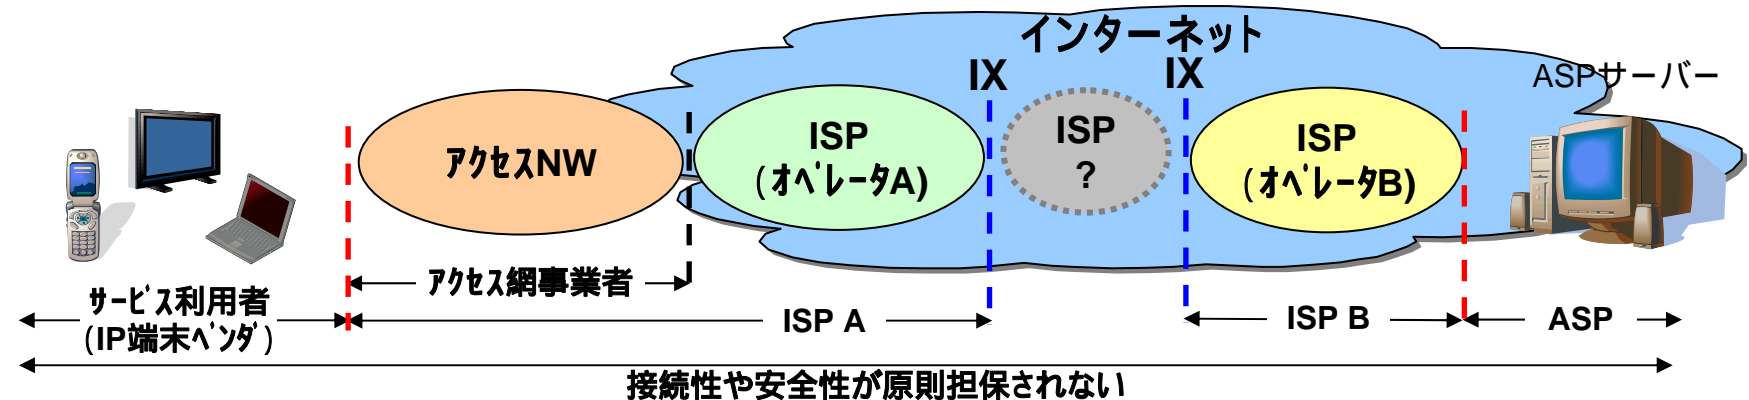 インターネット
IX
IX
ASPサーバー
アクセスNW
ISP
(オペレータA)
ISP
?
ISP
(オペレータB)
アクセス網事業者
サービス利用者
(IP端末ベンダ)
ISP A
ISP B
ASP
接続性や安全性が原則担保されない